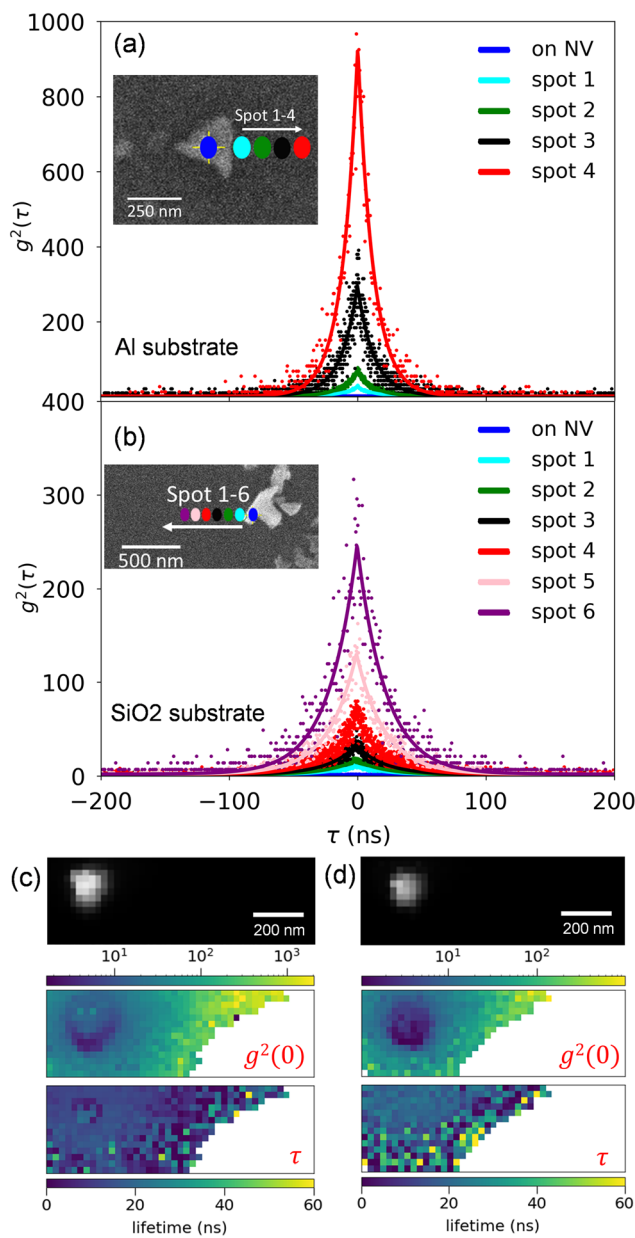 (a)
1000
800
600
400
200
g²(τ)
Spot 1-4
250 nm
Al substrate
on NV
spot 1
spot 2
spot 3
spot 4
(b)
400
300
200
100
0
g²(τ)
Spot 1-6
500 nm
SiO2 substrate
on NV
spot 1
spot 2
spot 3
spot 4
spot 5
spot 6
−200 −100 0 100 200
τ (ns)
(c)
200 nm
10¹ 10² 10³
g²(0)
τ
0 20 40 60
lifetime (ns)
(d)
200 nm
10¹ 10²
g²(0)
τ
0 20 40 60
lifetime (ns)